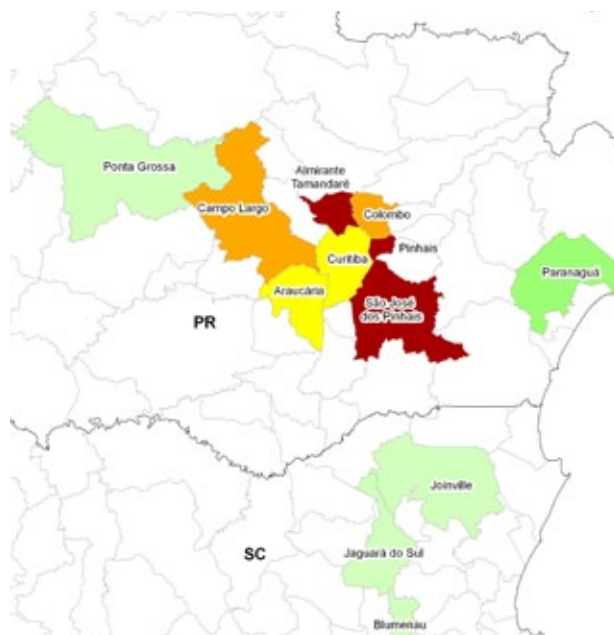 Ponta Grossa
Almirante
Tamandaré
Campo Largo
Colombo
Pinhais
Curitiba
Paranaguá
Araucária
São José
dos Pinhais
PR
Joinville
SC
Jaguará do Sul
Blumenau